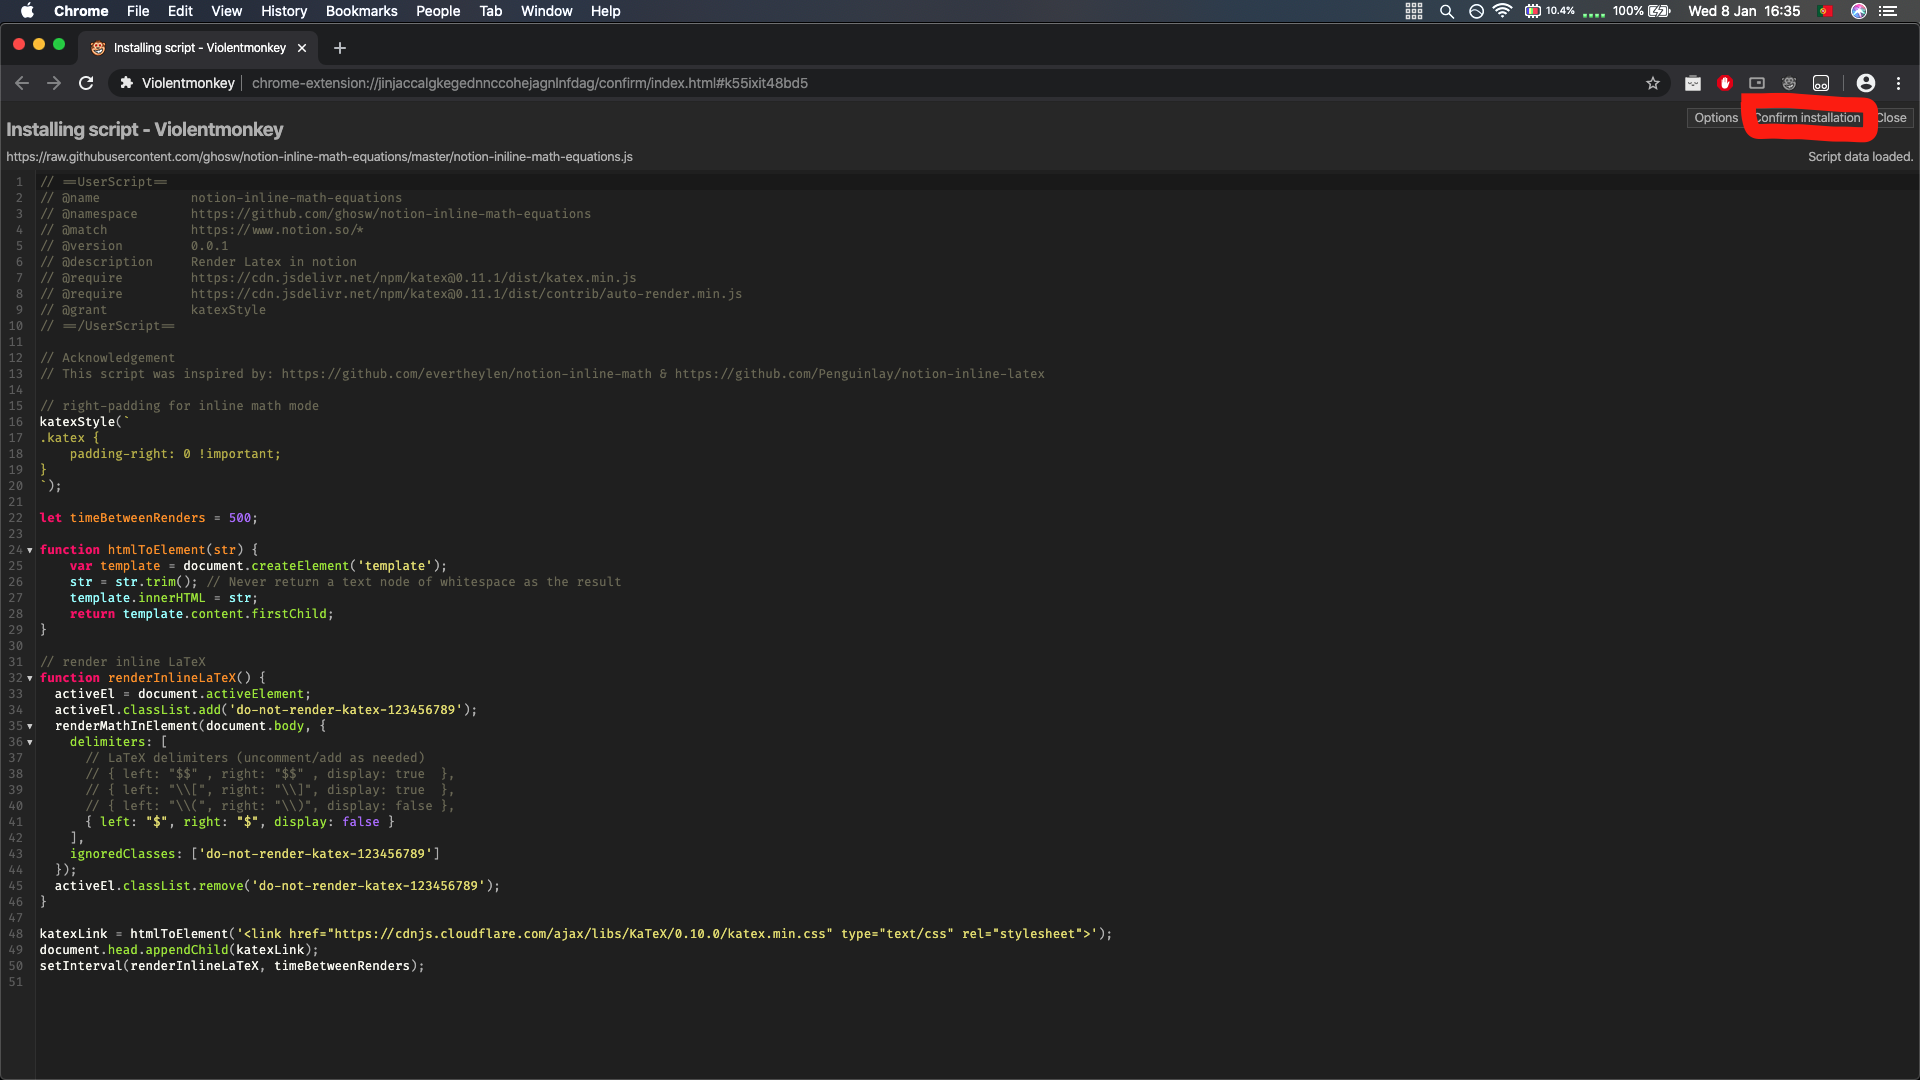 Chrome File Edit View History Bookmarks People Tab Window Help 10.4% 100% Wed 8 Jan 16:35
Installing script - Violentmonkey
Violentmonkey chrome-extension://jinjaccalgkegednnccohejagnlnfdag/confirm/index.html#k55ixit48bd5
Installing script - Violentmonkey Options Confirm installation Close
https://raw.githubusercontent.com/ghosw/notion-inline-math-equations/master/notion-iniline-math-equations.js Script data loaded.
1 // ==UserScript==
2 // @name notion-inline-math-equations
3 // @namespace https://github.com/ghosw/notion-inline-math-equations
4 // @match https://www.notion.so/*
5 // @version 0.0.1
6 // @description Render Latex in notion
7 // @require https://cdn.jsdelivr.net/npm/katex@0.11.1/dist/katex.min.js
8 // @require https://cdn.jsdelivr.net/npm/katex@0.11.1/dist/contrib/auto-render.min.js
9 // @grant katexStyle
10 // ==/UserScript==
11
12 // Acknowledgement
13 // This script was inspired by: https://github.com/evertheylen/notion-inline-math & https://github.com/Penguinlay/notion-inline-latex
14
15 // right-padding for inline math mode
16 katexStyle(`
17 .katex {
18 padding-right: 0 !important;
19 }
20 `);
21
22 let timeBetweenRenders = 500;
23
24 function htmlToElement(str) {
25 var template = document.createElement('template');
26 str = str.trim(); // Never return a text node of whitespace as the result
27 template.innerHTML = str;
28 return template.content.firstChild;
29 }
30
31 // render inline LaTeX
32 function renderInlineLaTeX() {
33 activeEl = document.activeElement;
34 activeEl.classList.add('do-not-render-katex-123456789');
35 renderMathInElement(document.body, {
36 delimiters: [
37 // LaTeX delimiters (uncomment/add as needed)
38 // { left: "$$" , right: "$$" , display: true },
39 // { left: "\\[", right: "\\]", display: true },
40 // { left: "\\(", right: "\\)", display: false },
41 { left: "$", right: "$", display: false }
42 ],
43 ignoredClasses: ['do-not-render-katex-123456789']
44 });
45 activeEl.classList.remove('do-not-render-katex-123456789');
46 }
47
48 katexLink = htmlToElement('<link href="https://cdnjs.cloudflare.com/ajax/libs/KaTeX/0.10.0/katex.min.css" type="text/css" rel="stylesheet">');
49 document.head.appendChild(katexLink);
50 setInterval(renderInlineLaTeX, timeBetweenRenders);
51